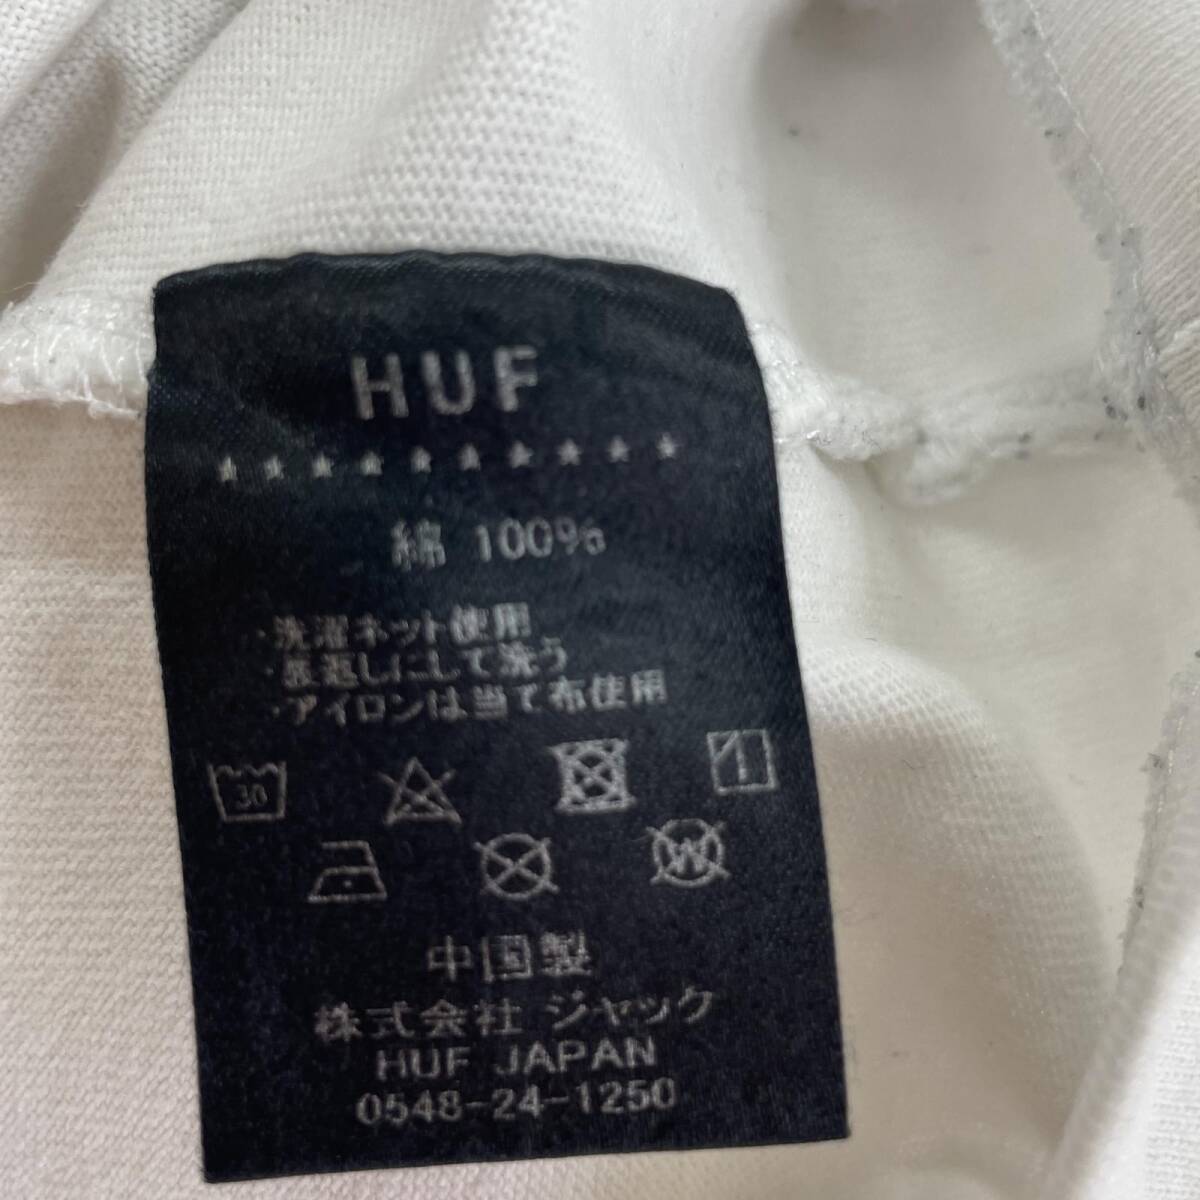 HUF
綿 100%
・洗濯ネット使用
・裏返しにして洗う
・アイロンは当て布使用
30
W
中国製
株式会社 ジャック
HUF JAPAN
0548-24-1250